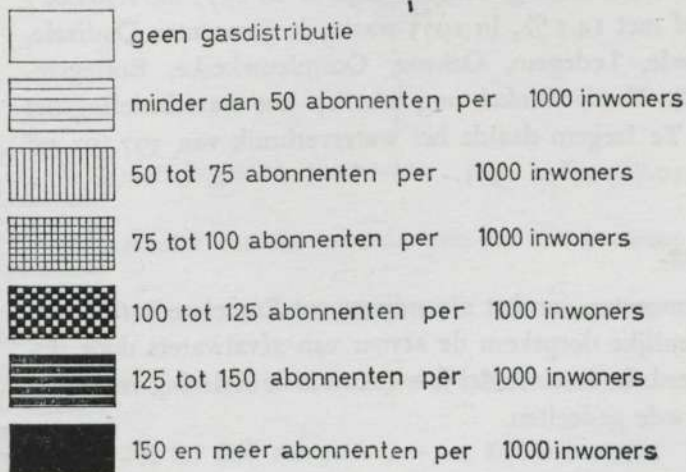 geen gasdistributie
minder dan 50 abonnenten per 1000 inwoners
50 tot 75 abonnenten per 1000 inwoners
75 tot 100 abonnenten per 1000 inwoners
100 tot 125 abonnenten per 1000 inwoners
125 tot 150 abonnenten per 1000 inwoners
150 en meer abonnenten per 1000 inwoners